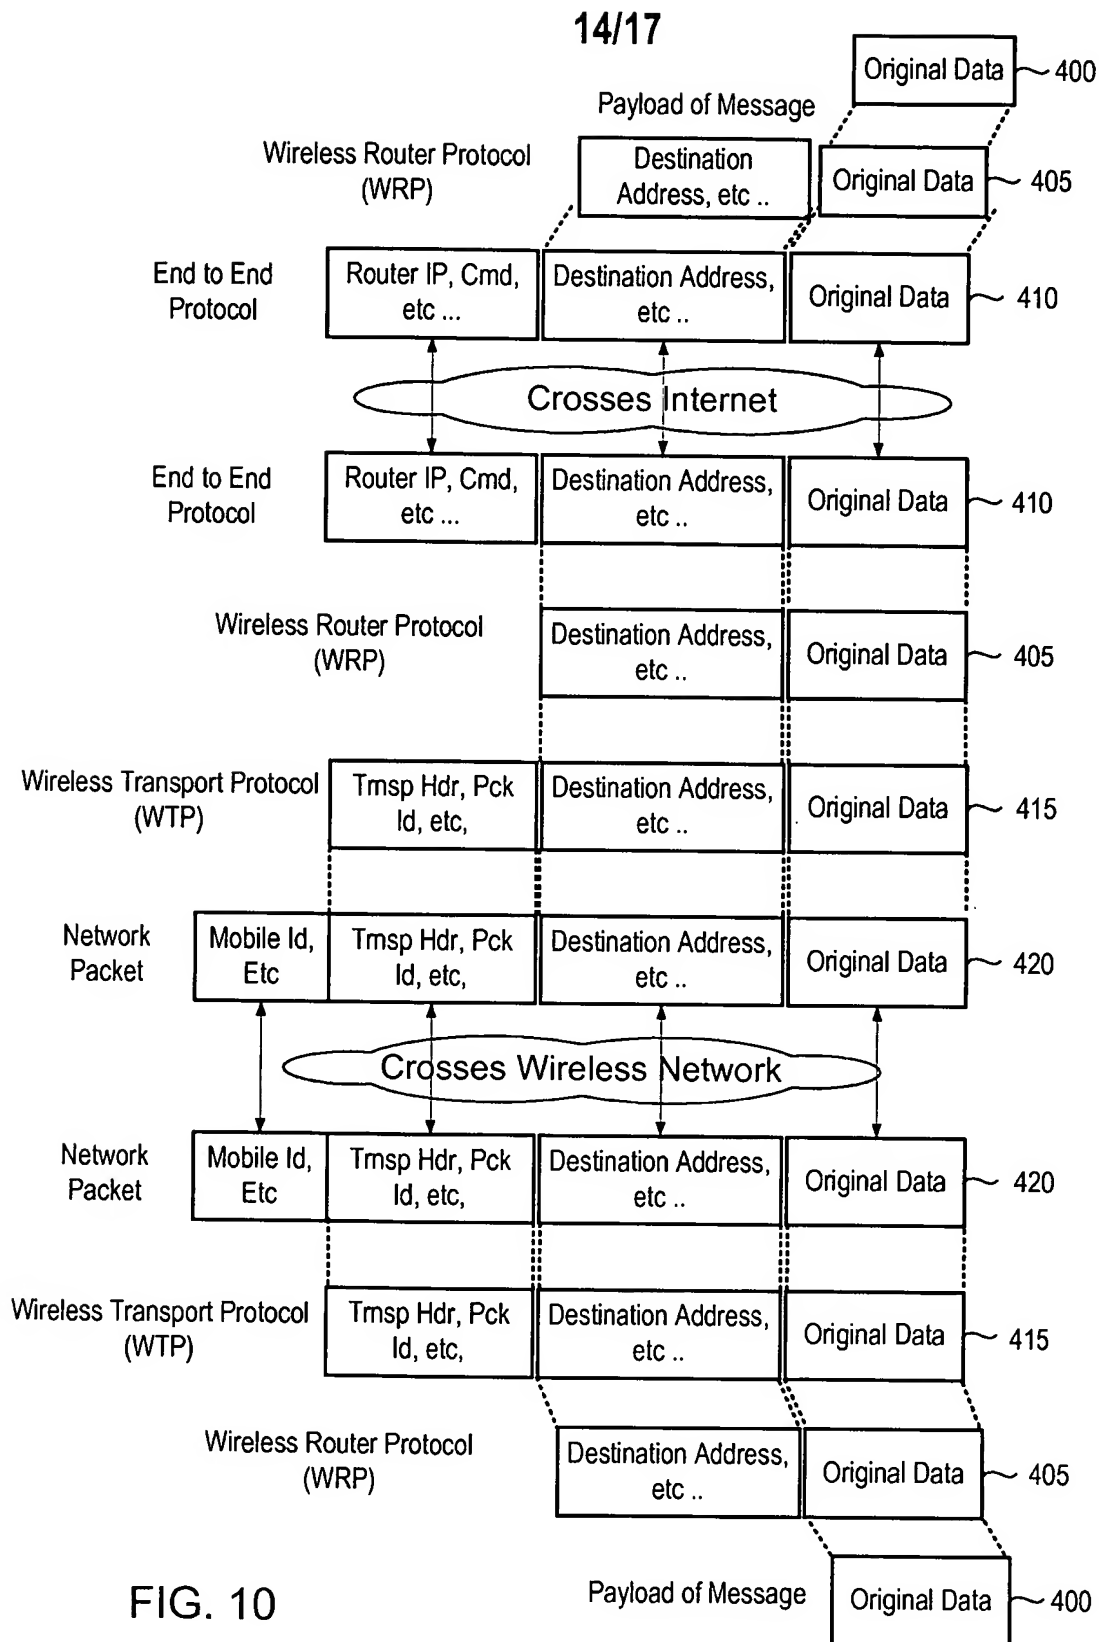 14/17
Original Data
400
Payload of Message
Wireless Router Protocol
(WRP)
Destination
Address, etc ..
Original Data
405
End to End
Protocol
Router IP, Cmd,
etc ...
Destination Address,
etc ..
Original Data
410
Crosses Internet
End to End
Protocol
Router IP, Cmd,
etc ...
Destination Address,
etc ..
Original Data
410
Wireless Router Protocol
(WRP)
Destination Address,
etc ..
Original Data
405
Wireless Transport Protocol
(WTP)
Trnsp Hdr, Pck
Id, etc,
Destination Address,
etc ..
Original Data
415
Network
Packet
Mobile Id,
Etc
Trnsp Hdr, Pck
Id, etc,
Destination Address,
etc ..
Original Data
420
Crosses Wireless Network
Network
Packet
Mobile Id,
Etc
Trnsp Hdr, Pck
Id, etc,
Destination Address,
etc ..
Original Data
420
Wireless Transport Protocol
(WTP)
Trnsp Hdr, Pck
Id, etc,
Destination Address,
etc ..
Original Data
415
Wireless Router Protocol
(WRP)
Destination Address,
etc ..
Original Data
405
Payload of Message
Original Data
400
FIG. 10